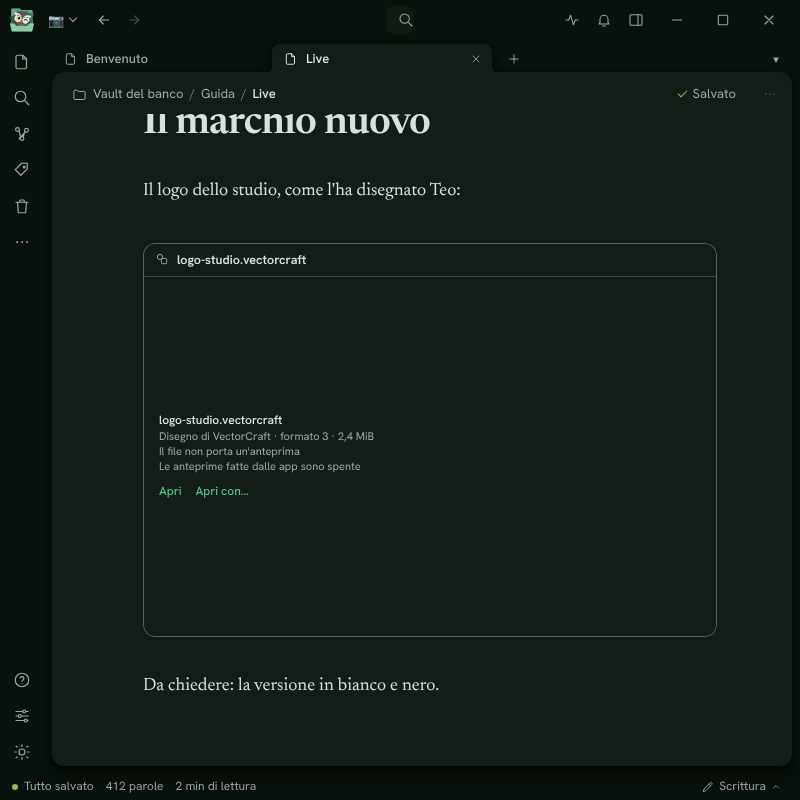 Benvenuto
Live
Vault del banco / Guida / Live
Salvato
Il marchio nuovo
Il logo dello studio, come l'ha disegnato Teo:
logo-studio.vectorcraft
logo-studio.vectorcraft
Disegno di VectorCraft · formato 3 · 2,4 MiB
Il file non porta un'anteprima
Le anteprime fatte dalle app sono spente
Apri Apri con...
Da chiedere: la versione in bianco e nero.
Tutto salvato 412 parole 2 min di lettura
Scrittura